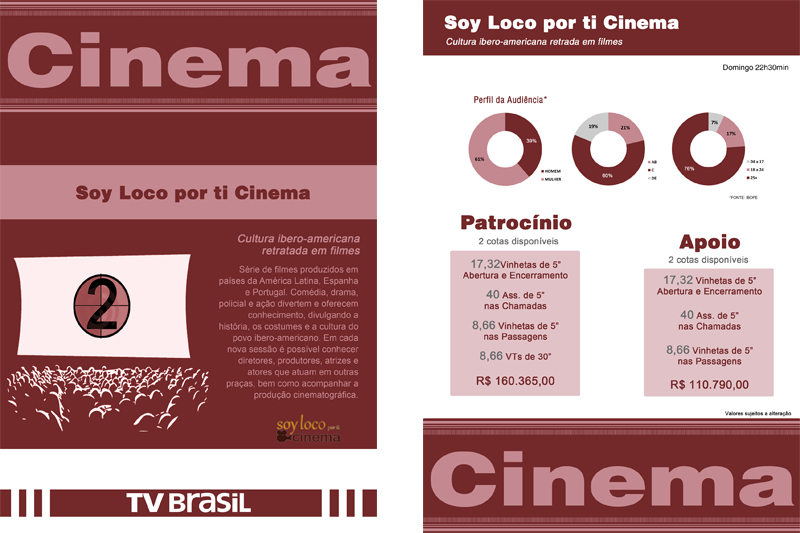 Cinema
Soy Loco por ti Cinema
Cultura ibero-americana
retratada em filmes
Série de filmes produzidos em
países da América Latina, Espanha
e Portugal. Comédia, drama,
policial e ação divertem e oferecem
conhecimento, divulgando a
história, os costumes e a cultura do
povo ibero-americano. Em cada
nova sessão é possível conhecer
diretores, produtores, atrizes e
atores que atuam em outras
praças, bem como acompanhar a
produção cinematográfica.
2
soy loco por ti
cinema
TV BRASIL
Soy Loco por ti Cinema
Cultura ibero-americana retrada em filmes
Domingo 22h30min
Perfil da Audiência*
39%
61%
HOMEM
MULHER
19%
21%
60%
AB
C
DE
7%
17%
76%
04 a 17
18 a 24
25+
*FONTE: IBOPE
Patrocínio
2 cotas disponíveis
17,32 Vinhetas de 5"
Abertura e Encerramento
40 Ass. de 5"
nas Chamadas
8,66 Vinhetas de 5"
nas Passagens
8,66 VTs de 30"
R$ 160.365,00
Apoio
2 cotas disponíveis
17,32 Vinhetas de 5"
Abertura e Encerramento
40 Ass. de 5"
nas Chamadas
8,66 Vinhetas de 5"
nas Passagens
R$ 110.790,00
Valores sujeitos a alteração
Cinema